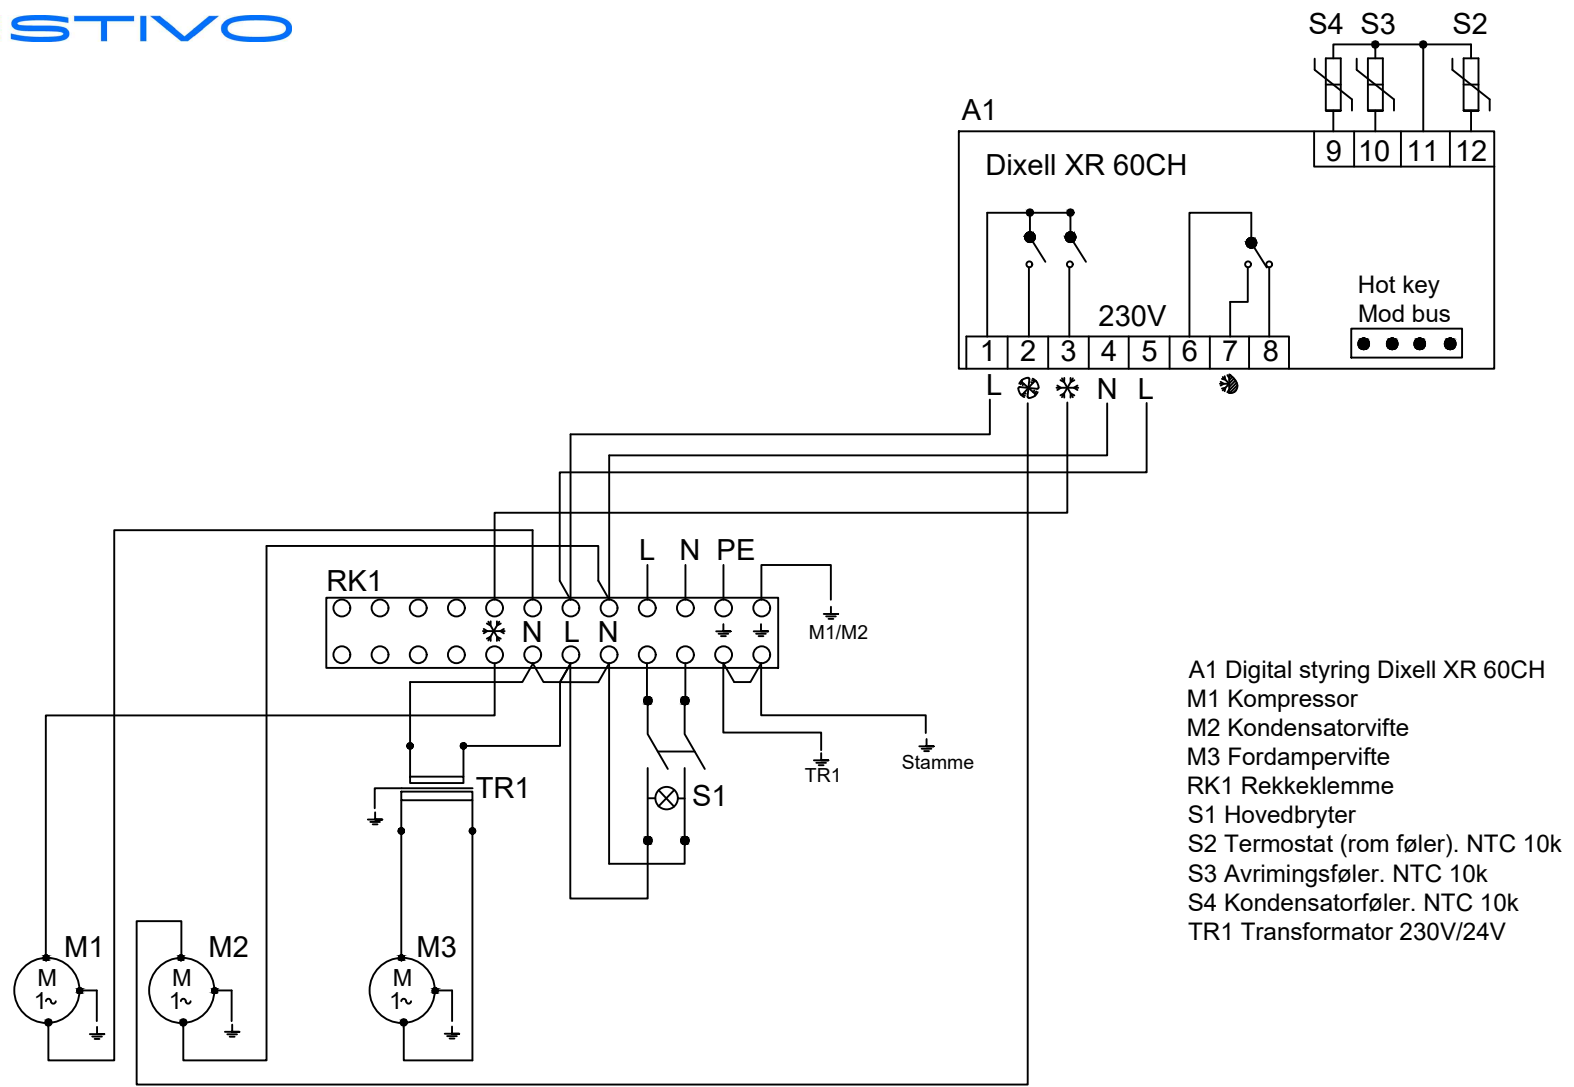 STIVO
S4 S3 S2
A1
9 10 11 12
Dixell XR 60CH
Hot key
Mod bus
230V
1 2 3 4 5 6 7 8
L N L
L N PE
RK1
M1/M2
N L N
A1 Digital styring Dixell XR 60CH
M1 Kompressor
M2 Kondensatorvifte
M3 Fordampervifte
RK1 Rekkeklemme
S1 Hovedbryter
S2 Termostat (rom føler). NTC 10k
S3 Avrimingsføler. NTC 10k
S4 Kondensatorføler. NTC 10k
TR1 Transformator 230V/24V
Stamme
TR1
TR1
S1
M1 M2 M3
M M M
1~ 1~ 1~